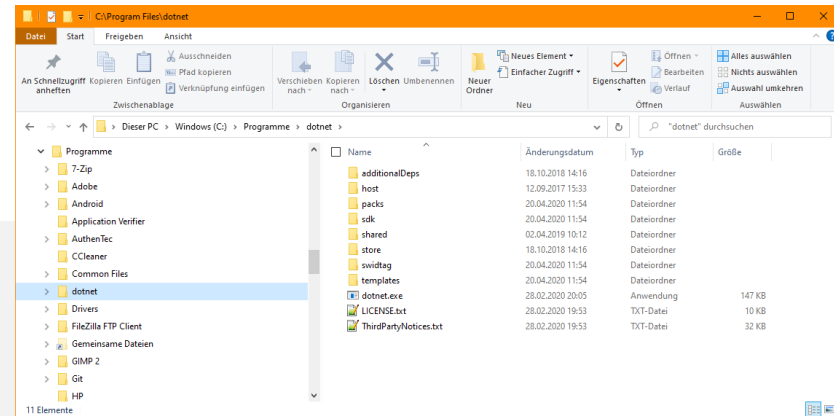 C:\Program Files\dotnet
Datei Start Freigeben Ansicht
An Schnellzugriff anheften
Kopieren
Einfügen
Ausschneiden
Pfad kopieren
Verknüpfung einfügen
Zwischenablage
Verschieben nach
Kopieren nach
Löschen
Umbenennen
Organisieren
Neuer Ordner
Neues Element
Einfacher Zugriff
Neu
Eigenschaften
Öffnen
Bearbeiten
Verlauf
Öffnen
Alles auswählen
Nichts auswählen
Auswahl umkehren
Auswählen
Dieser PC > Windows (C:) > Programme > dotnet >
"dotnet" durchsuchen
Programme
7-Zip
Adobe
Android
Application Verifier
AuthenTec
CCleaner
Common Files
dotnet
Drivers
FileZilla FTP Client
Gemeinsame Dateien
GIMP 2
Git
HP
Name Änderungsdatum Typ Größe
additionalDeps 18.10.2018 14:16 Dateiordner
host 12.09.2017 15:33 Dateiordner
packs 20.04.2020 11:54 Dateiordner
sdk 20.04.2020 11:54 Dateiordner
shared 02.04.2019 10:12 Dateiordner
store 18.10.2018 14:16 Dateiordner
swidtag 20.04.2020 11:54 Dateiordner
templates 20.04.2020 11:54 Dateiordner
dotnet.exe 28.02.2020 20:05 Anwendung 147 KB
LICENSE.txt 28.02.2020 19:53 TXT-Datei 10 KB
ThirdPartyNotices.txt 28.02.2020 19:53 TXT-Datei 32 KB
11 Elemente